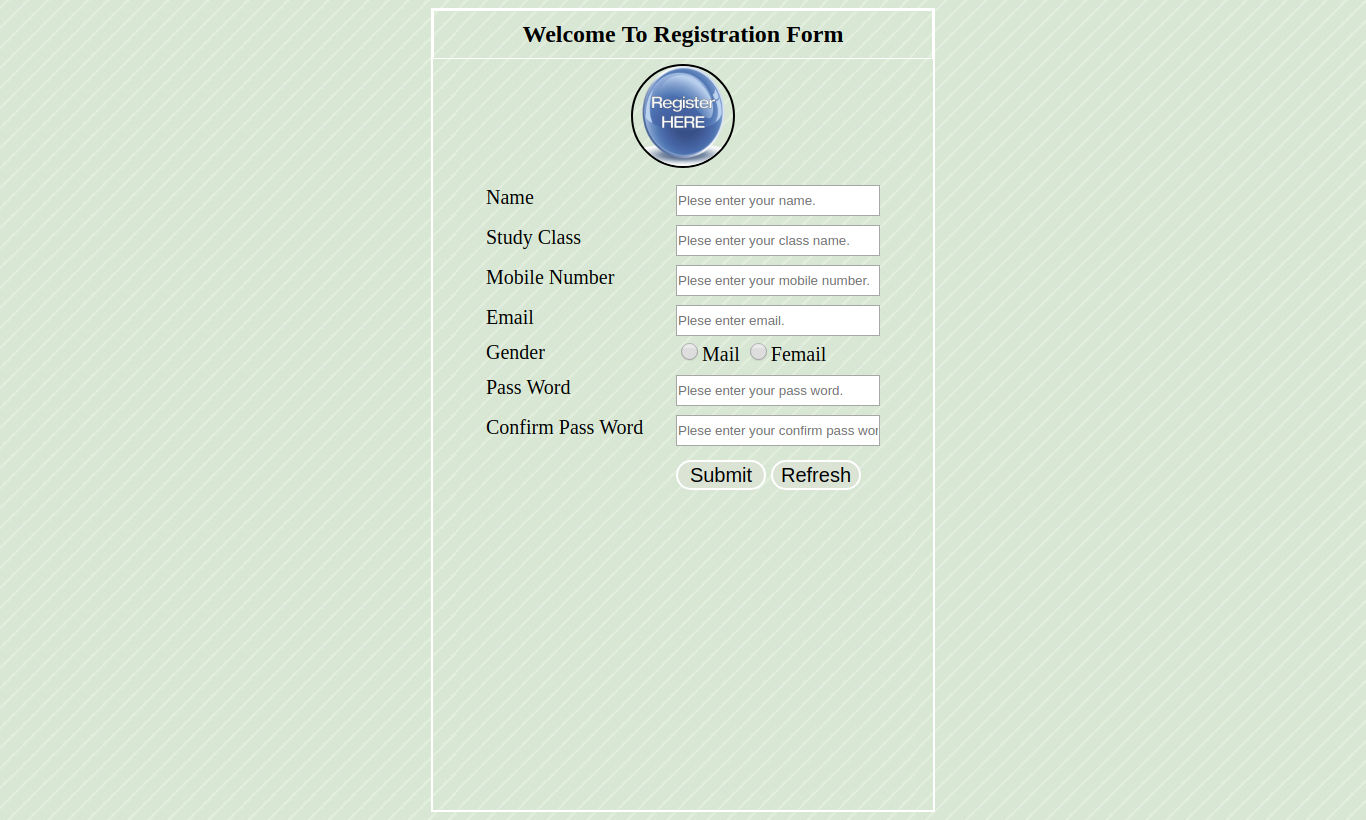 Welcome To Registration Form
Register
HERE
Name
Plese enter your name.
Study Class
Plese enter your class name.
Mobile Number
Plese enter your mobile number.
Email
Plese enter email.
Gender
Mail Femail
Pass Word
Plese enter your pass word.
Confirm Pass Word
Plese enter your confirm pass wor
Submit Refresh